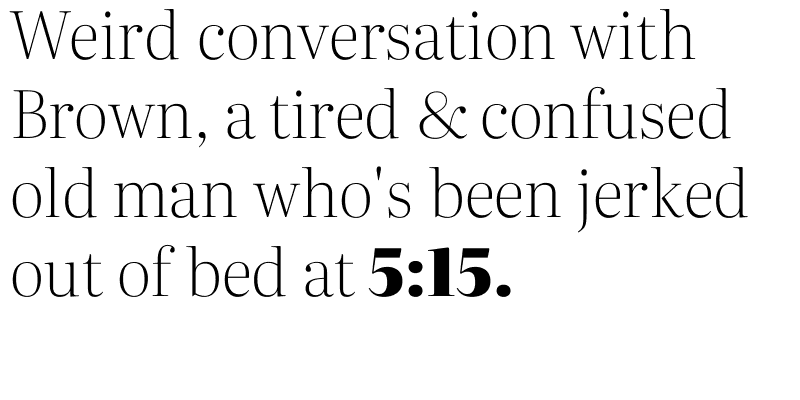 Weird conversation with
Brown, a tired & confused
old man who's been jerked
out of bed at 5:15.